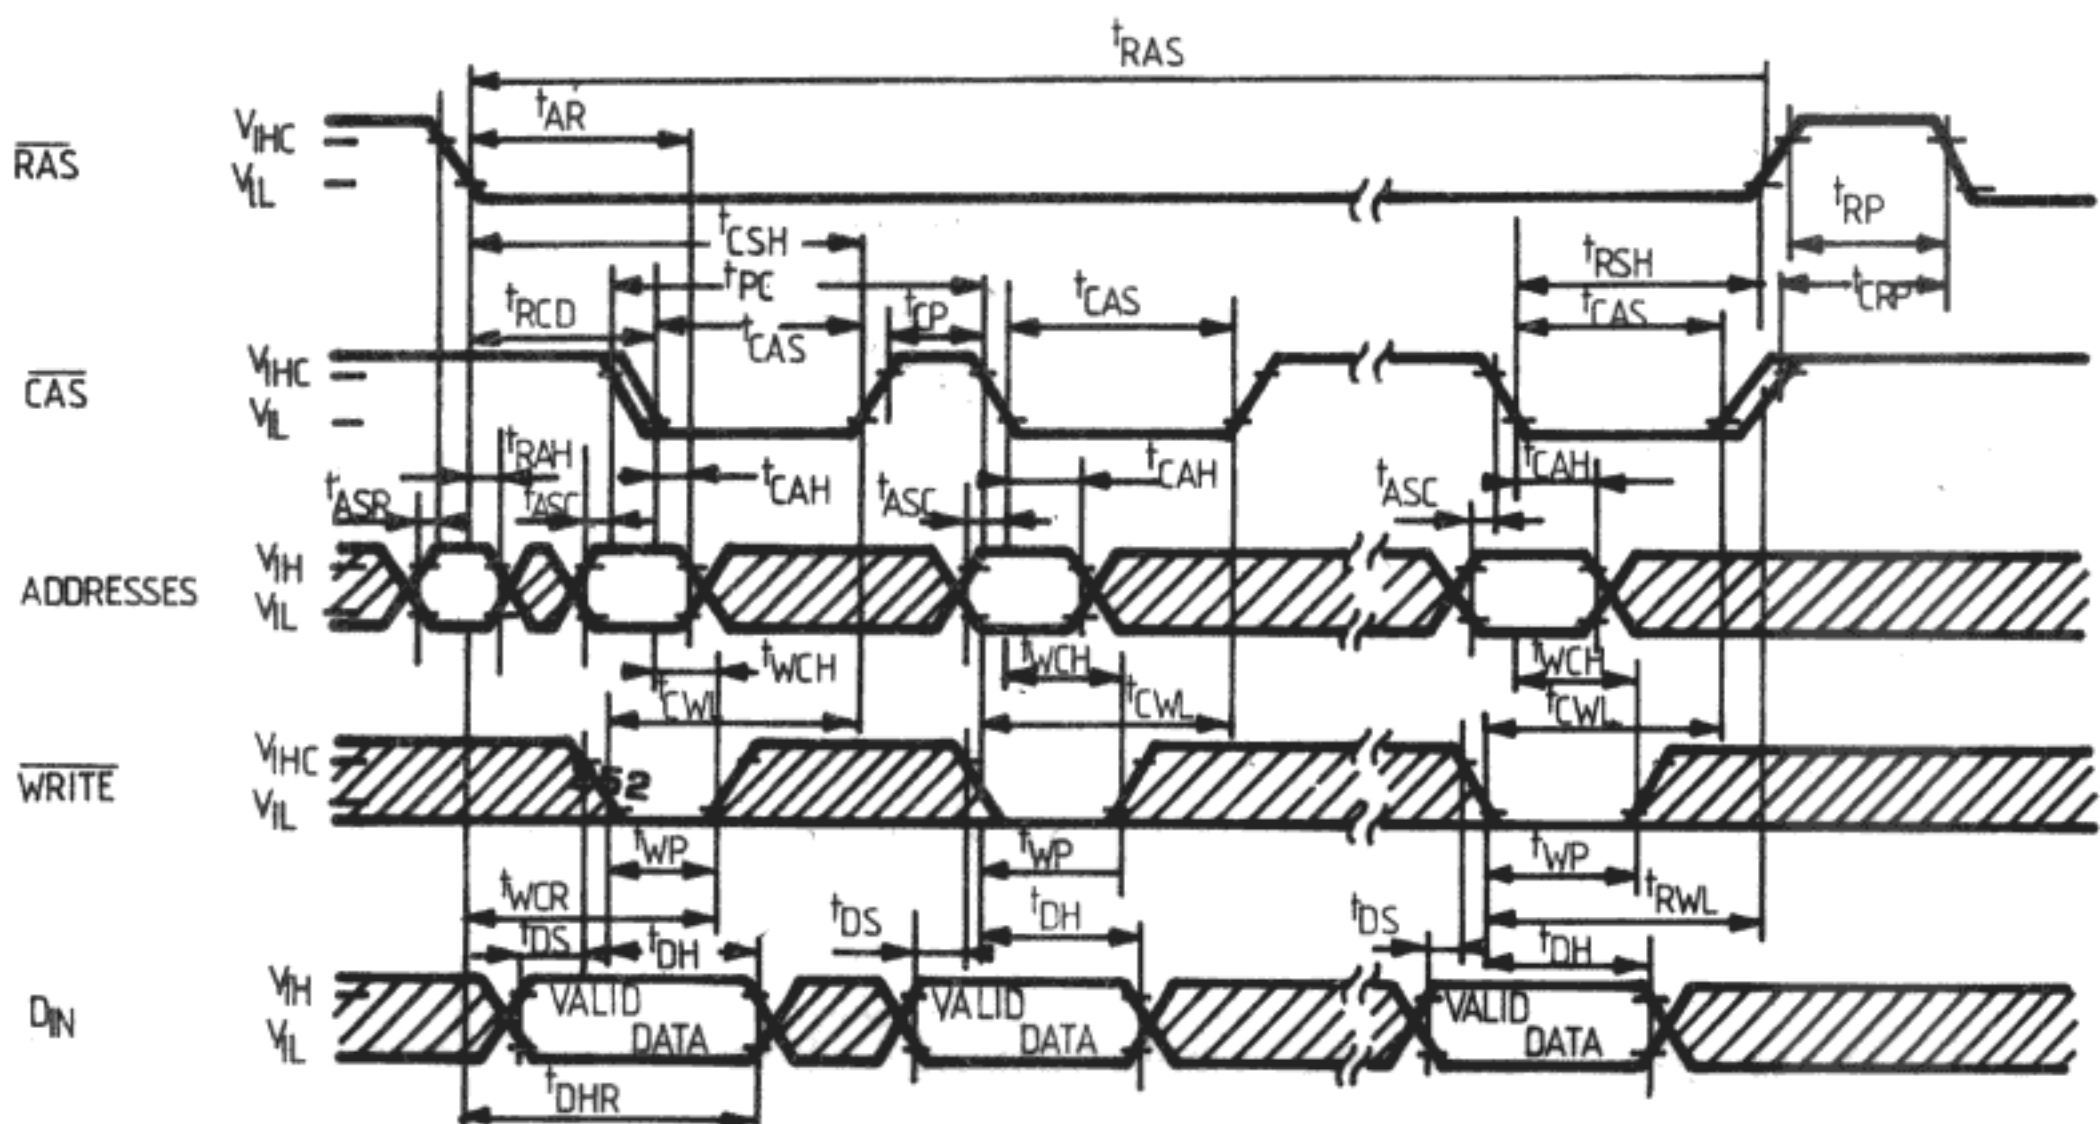 tRAS
tAR
RAS VIHC
VIL
tRP
tCSH
tRSH
tPC
tCRP
tRCD tCAS tCP tCAS tCAS
CAS VIHC
VIL
tRAH tCAH tCAH tCAH
tASR tASC tASC tASC
ADDRESSES VIH
VIL
tWCH tWCH tWCH
tCWL tCWL tCWL
WRITE VIHC
VIL
tWP tWP tWP
tWCR tDS tDH tDS tRWL
tDS tDH tDH
DIN VIH VALID VALID VALID
VIL DATA DATA DATA
tDHR